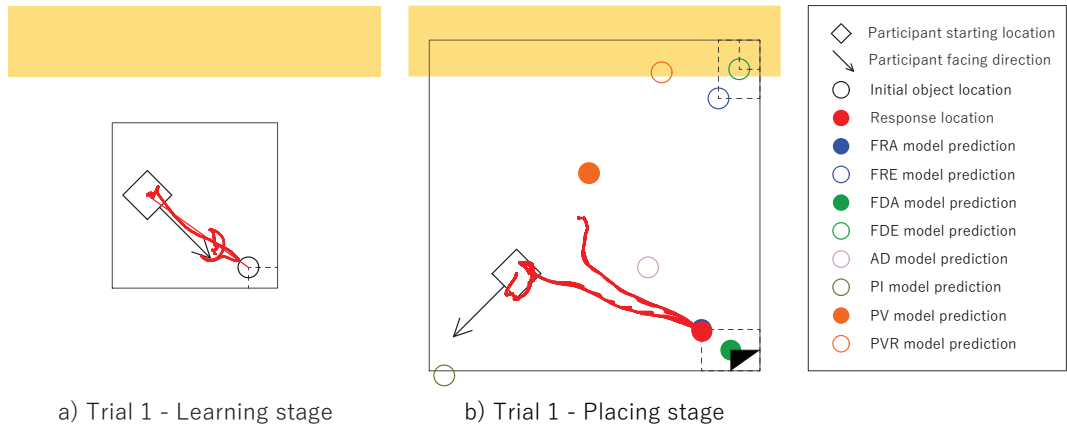 Participant starting location
Participant facing direction
Initial object location
Response location
FRA model prediction
FRE model prediction
FDA model prediction
FDE model prediction
AD model prediction
PI model prediction
PV model prediction
PVR model prediction
a) Trial 1 - Learning stage
b) Trial 1 - Placing stage